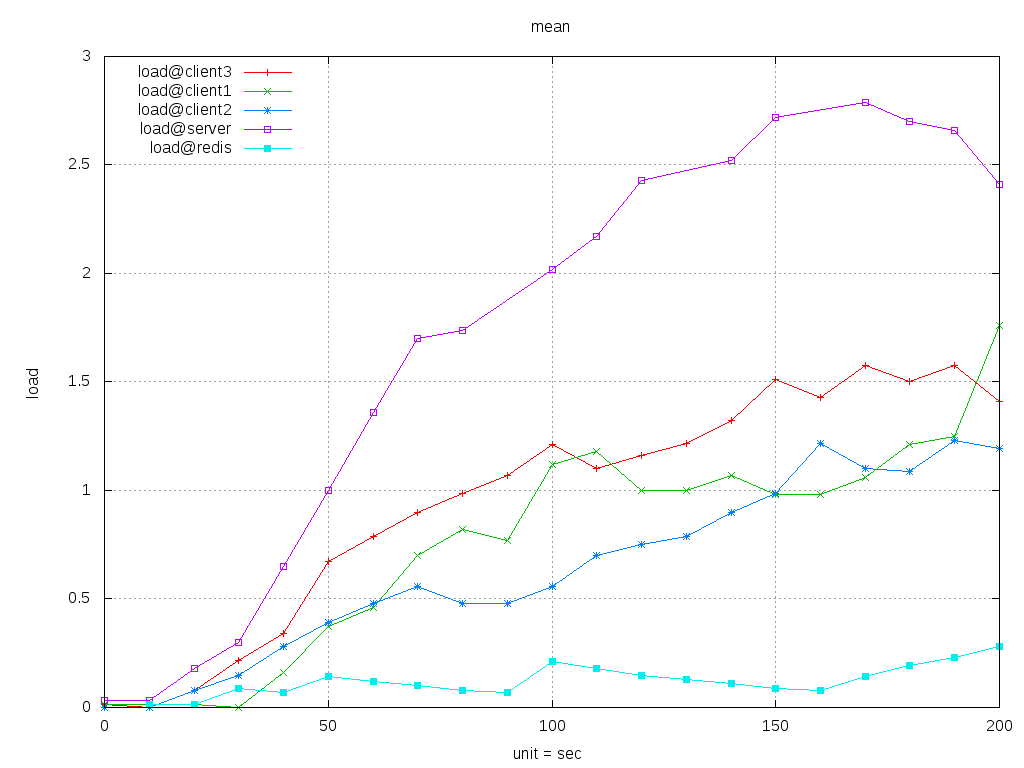 mean
3
2.5
2
1.5
1
0.5
0
load
load@client3
load@client1
load@client2
load@server
load@redis
0 50 100 150 200
unit = sec